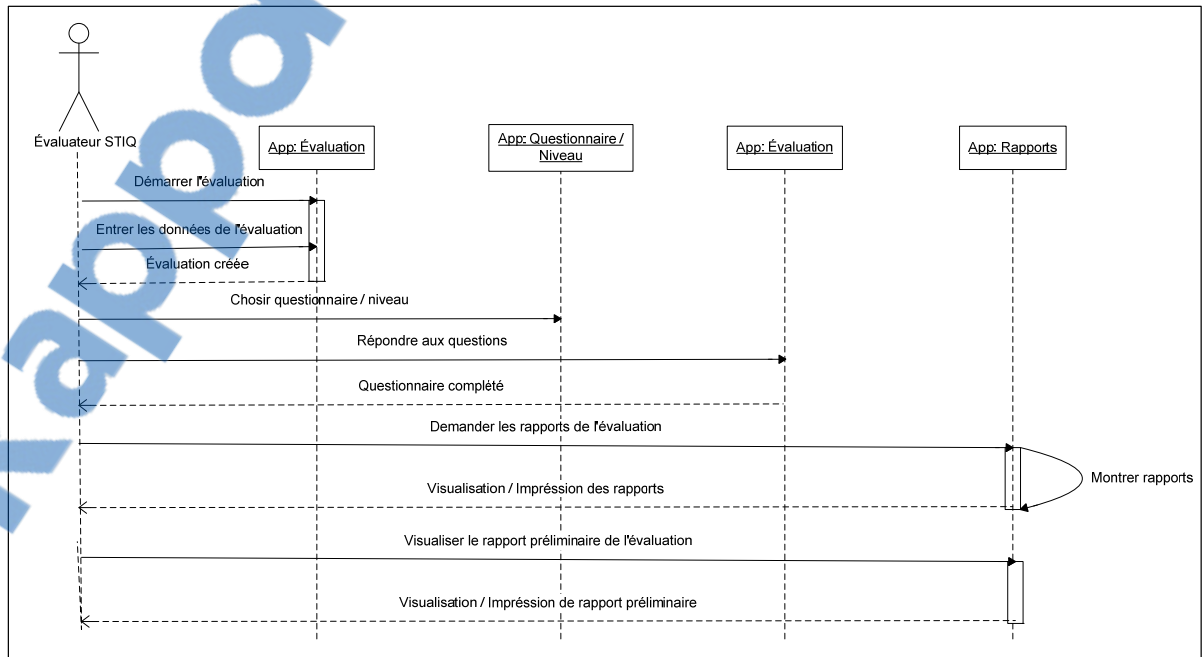 Évaluateur STIQ
App: Évaluation
App: Questionnaire /
Niveau
App: Évaluation
App: Rapports
Démarrer l'évaluation
Entrer les données de l'évaluation
Évaluation créée
Chosir questionnaire / niveau
Répondre aux questions
Questionnaire complété
Demander les rapports de l'évaluation
Montrer rapports
Visualisation / Impréssion des rapports
Visualiser le rapport préliminaire de l'évaluation
Visualisation / Impréssion de rapport préliminaire